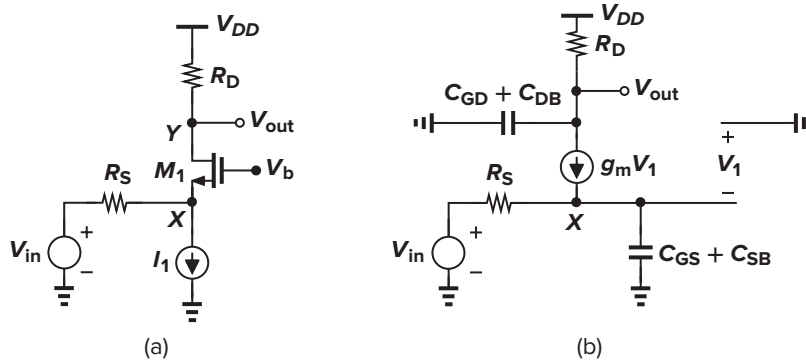 V_DD
R_D
Y
V_out
M_1
V_b
R_S
X
V_in
+
−
I_1
(a)
V_DD
R_D
C_GD + C_DB
V_out
+
g_mV_1
V_1
−
R_S
X
V_in
+
−
C_GS + C_SB
(b)